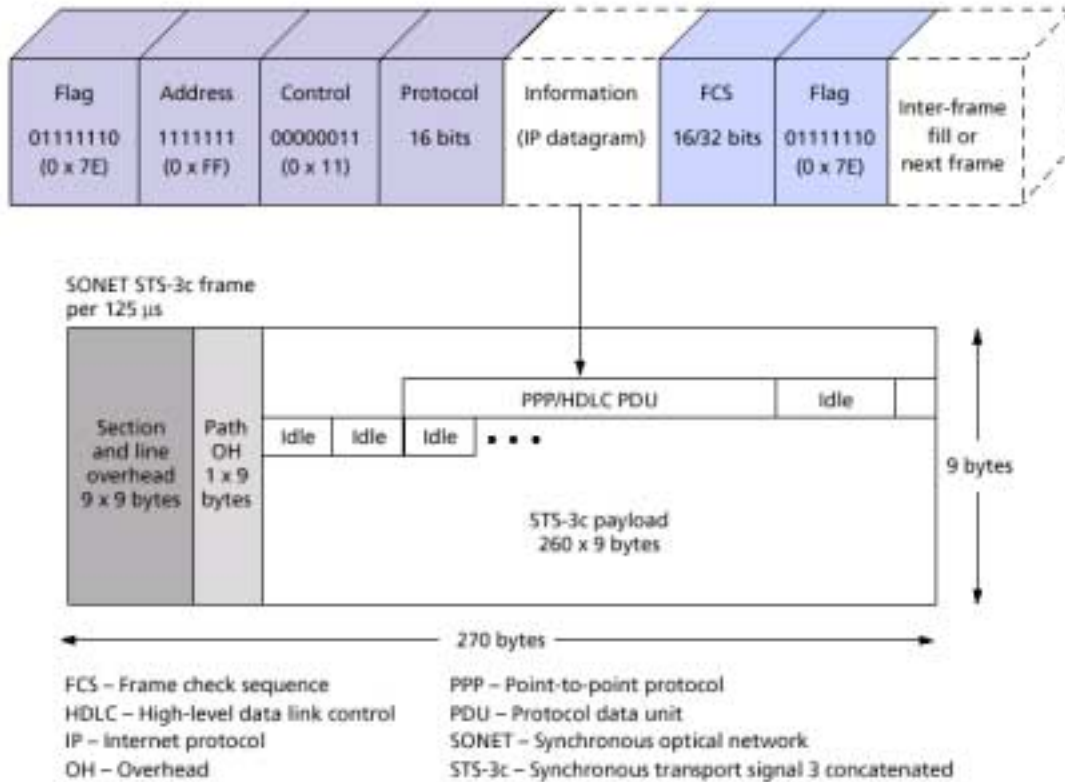 Flag
01111110
(0 x 7E)
Address
1111111
(0 x FF)
Control
00000011
(0 x 11)
Protocol
16 bits
Information
(IP datagram)
FCS
16/32 bits
Flag
01111110
(0 x 7E)
Inter-frame
fill or
next frame
SONET STS-3c frame
per 125 µs
PPP/HDLC PDU
Idle
Idle
Idle
Idle
• • •
Section
and line
overhead
9 x 9 bytes
Path
OH
1 x 9
bytes
STS-3c payload
260 x 9 bytes
9 bytes
270 bytes
FCS – Frame check sequence
HDLC – High-level data link control
IP – Internet protocol
OH – Overhead
PPP – Point-to-point protocol
PDU – Protocol data unit
SONET – Synchronous optical network
STS-3c – Synchronous transport signal 3 concatenated